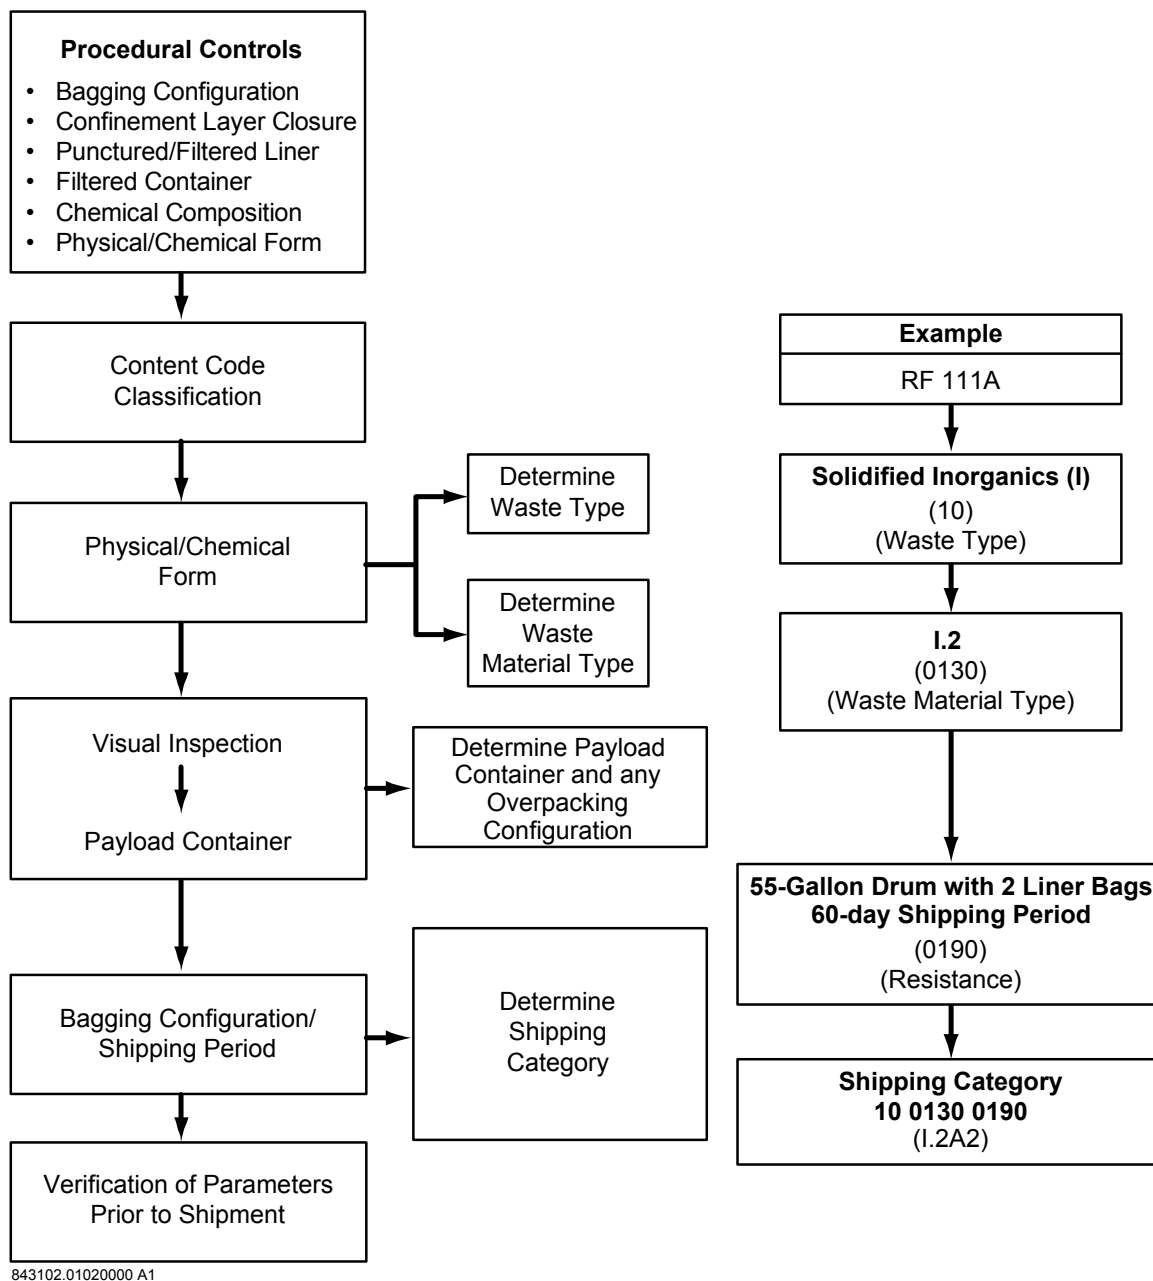 Procedural Controls
• Bagging Configuration
• Confinement Layer Closure
• Punctured/Filtered Liner
• Filtered Container
• Chemical Composition
• Physical/Chemical Form
Content Code
Classification
Physical/Chemical
Form
Determine
Waste Type
Determine
Waste
Material Type
Visual Inspection
Payload Container
Determine Payload
Container and any
Overpacking
Configuration
Bagging Configuration/
Shipping Period
Determine
Shipping
Category
Verification of Parameters
Prior to Shipment
Example
RF 111A
Solidified Inorganics (I)
(10)
(Waste Type)
I.2
(0130)
(Waste Material Type)
55-Gallon Drum with 2 Liner Bags
60-day Shipping Period
(0190)
(Resistance)
Shipping Category
10 0130 0190
(I.2A2)
843102.01020000 A1